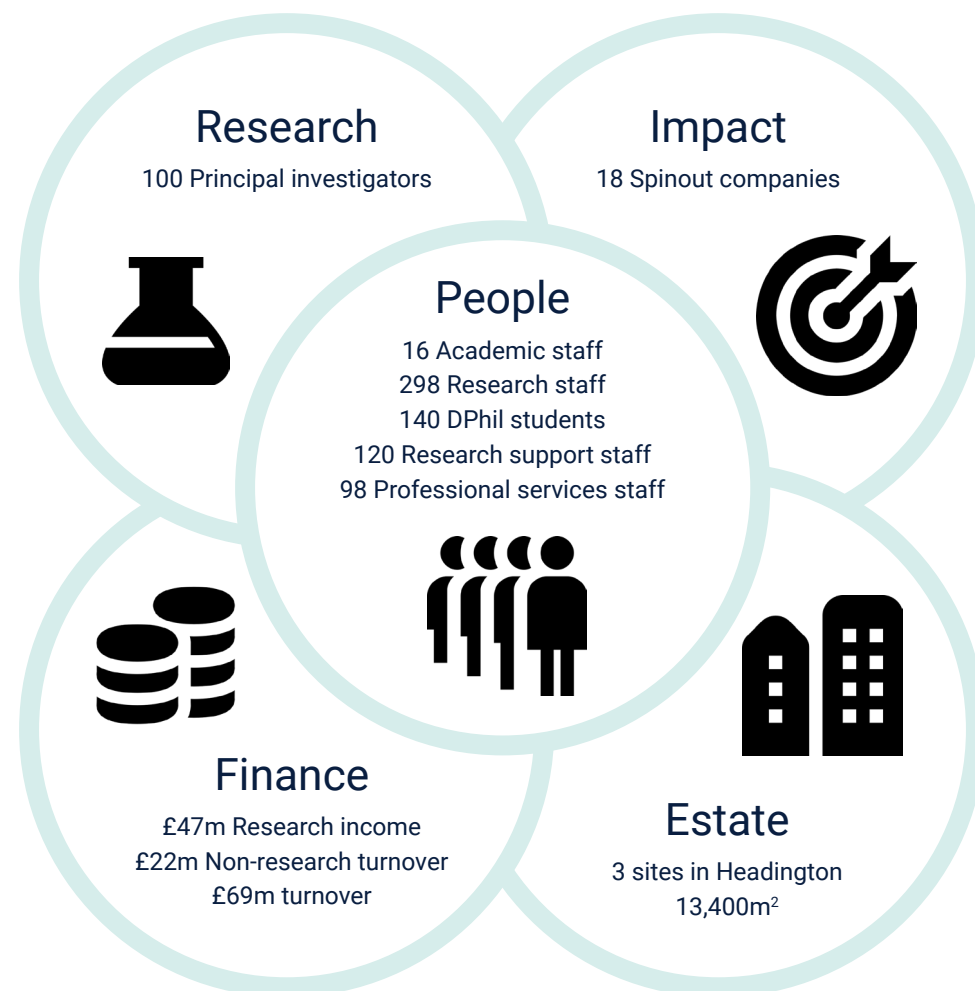 Research
100 Principal investigators
Impact
18 Spinout companies
People
16 Academic staff
298 Research staff
140 DPhil students
120 Research support staff
98 Professional services staff
Finance
£47m Research income
£22m Non-research turnover
£69m turnover
Estate
3 sites in Headington
13,400m²